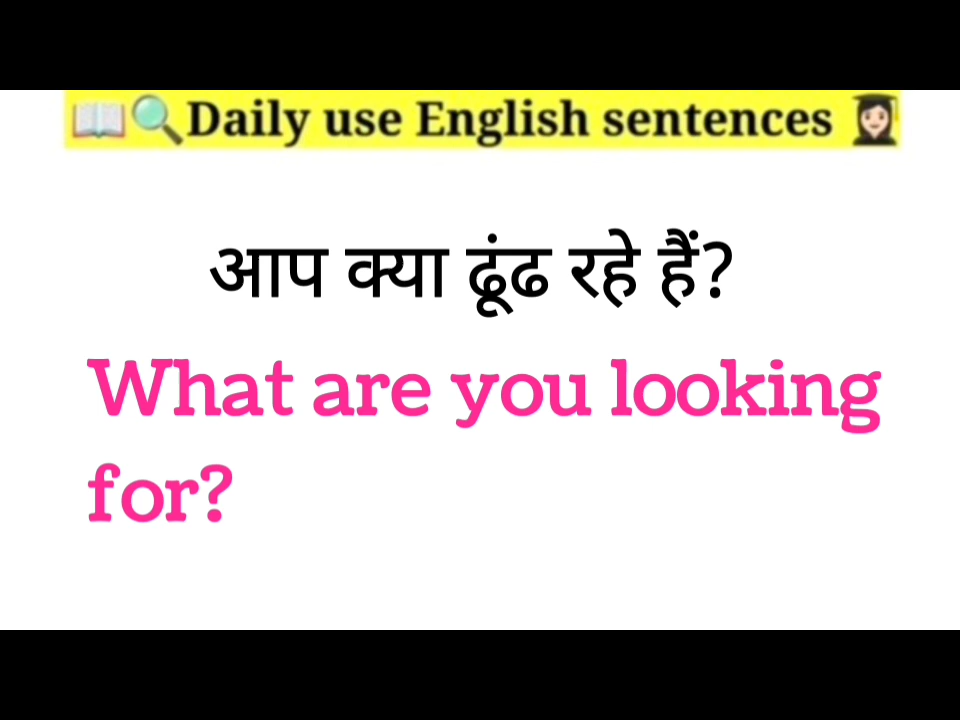 📖🔍Daily use English sentences 👩🏻‍🎓
आप क्या ढूंढ रहे हैं?
What are you looking
for?